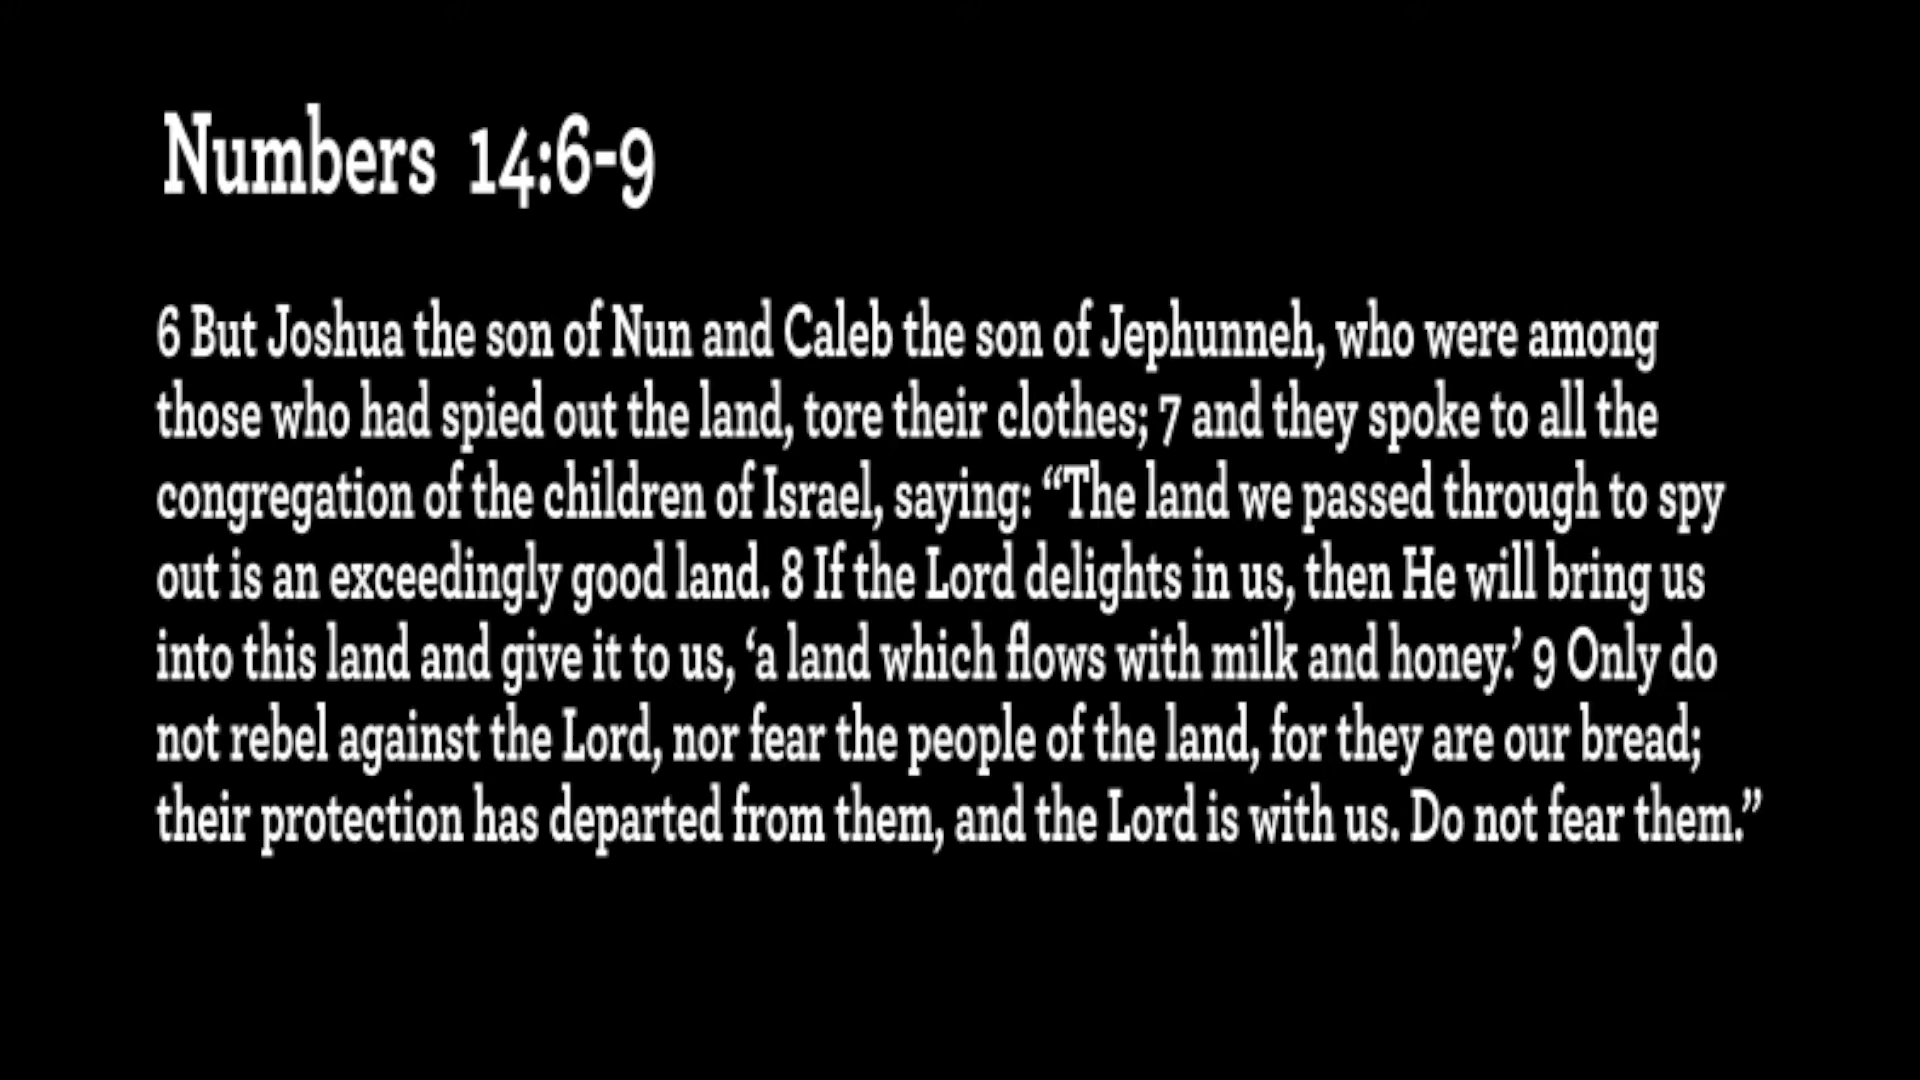 Numbers 14:6-9
6 But Joshua the son of Nun and Caleb the son of Jephunneh, who were among
those who had spied out the land, tore their clothes; 7 and they spoke to all the
congregation of the children of Israel, saying: “The land we passed through to spy
out is an exceedingly good land. 8 If the Lord delights in us, then He will bring us
into this land and give it to us, ‘a land which flows with milk and honey.’ 9 Only do
not rebel against the Lord, nor fear the people of the land, for they are our bread;
their protection has departed from them, and the Lord is with us. Do not fear them.”